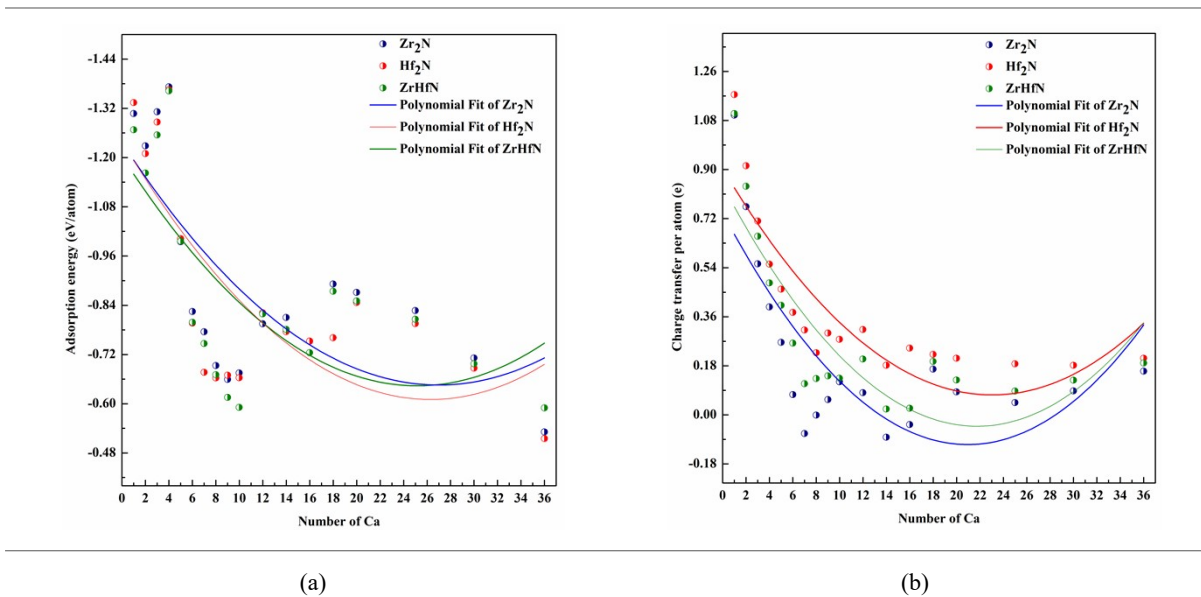 -1.44
-1.32
-1.20
-1.08
-0.96
-0.84
-0.72
-0.60
-0.48
Adsorption energy (eV/atom)
Zr2N
Hf2N
ZrHfN
Polynomial Fit of Zr2N
Polynomial Fit of Hf2N
Polynomial Fit of ZrHfN
0 2 4 6 8 10 12 14 16 18 20 22 24 26 28 30 32 34 36
Number of Ca
(a)
1.26
1.08
0.90
0.72
0.54
0.36
0.18
0.00
-0.18
Charge transfer per atom (e)
Zr2N
Hf2N
ZrHfN
Polynomial Fit of Zr2N
Polynomial Fit of Hf2N
Polynomial Fit of ZrHfN
0 2 4 6 8 10 12 14 16 18 20 22 24 26 28 30 32 34 36
Number of Ca
(b)